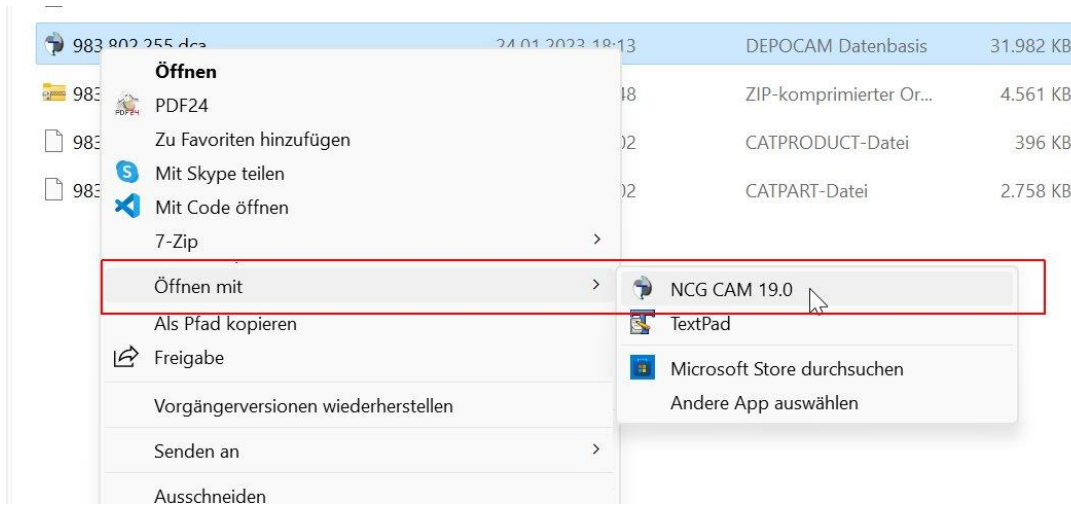 983.802.255.dca 24.01.2023 18:13 DEPOCAM Datenbasis 31.982 KB
Öffnen
983 48 ZIP-komprimierter Or... 4.561 KB
PDF24
Zu Favoriten hinzufügen
983 02 CATPRODUCT-Datei 396 KB
Mit Skype teilen
983 02 CATPART-Datei 2.758 KB
Mit Code öffnen
7-Zip
Öffnen mit
NCG CAM 19.0
Als Pfad kopieren
TextPad
Freigabe
Microsoft Store durchsuchen
Vorgängerversionen wiederherstellen
Andere App auswählen
Senden an
Ausschneiden